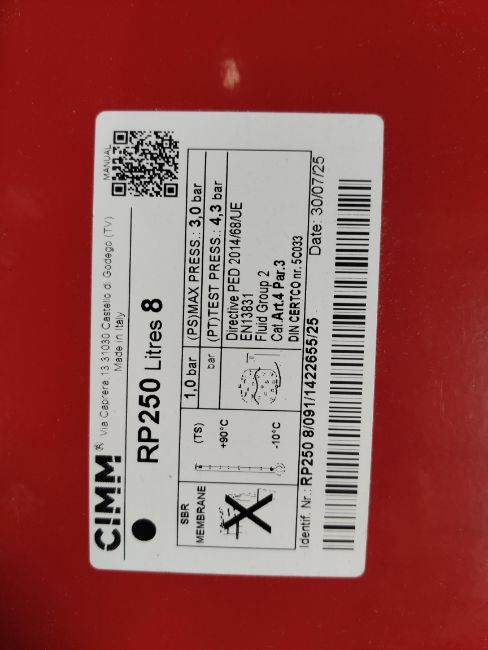 CIMM®
Via Caprera 13 31030 Castello di Godego (TV)
Made in Italy
MANUAL
RP250 Litres 8
SBR
MEMBRANE
(TS)
+90°C
-10°C
1,0 bar
bar
(PS)MAX PRESS.: 3,0 bar
(PT)TEST PRESS.: 4,3 bar
Directive PED 2014/68/UE
EN13831
Fluid Group 2
Cat.Art.4 Par.3
DIN CERTCO nr. 5C033
Identif. Nr.: RP250 8/091/1422655/25
Date: 30/07/25